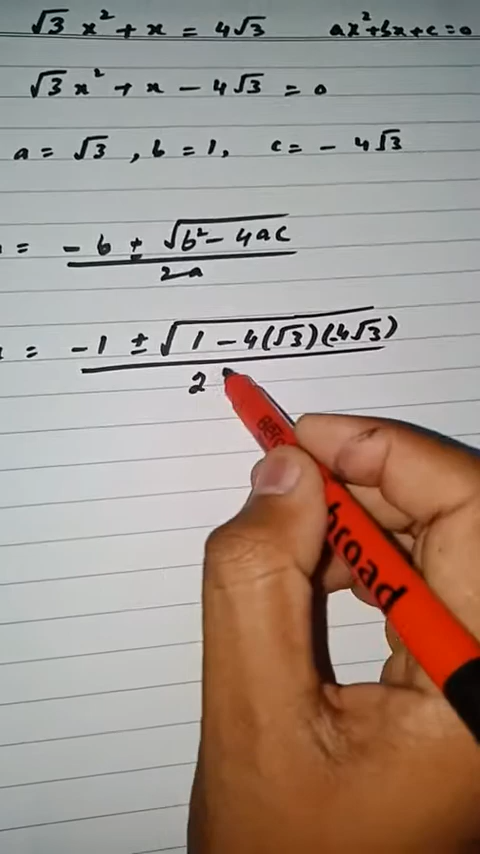 √3 x² + x = 4√3 ax²+bx+c=0
√3 x² + x - 4√3 = 0
a = √3 , b = 1, c = - 4√3
= -b ± √b² - 4ac
2a
= -1 ± √1 - 4(√3)(-4√3)
2
broad